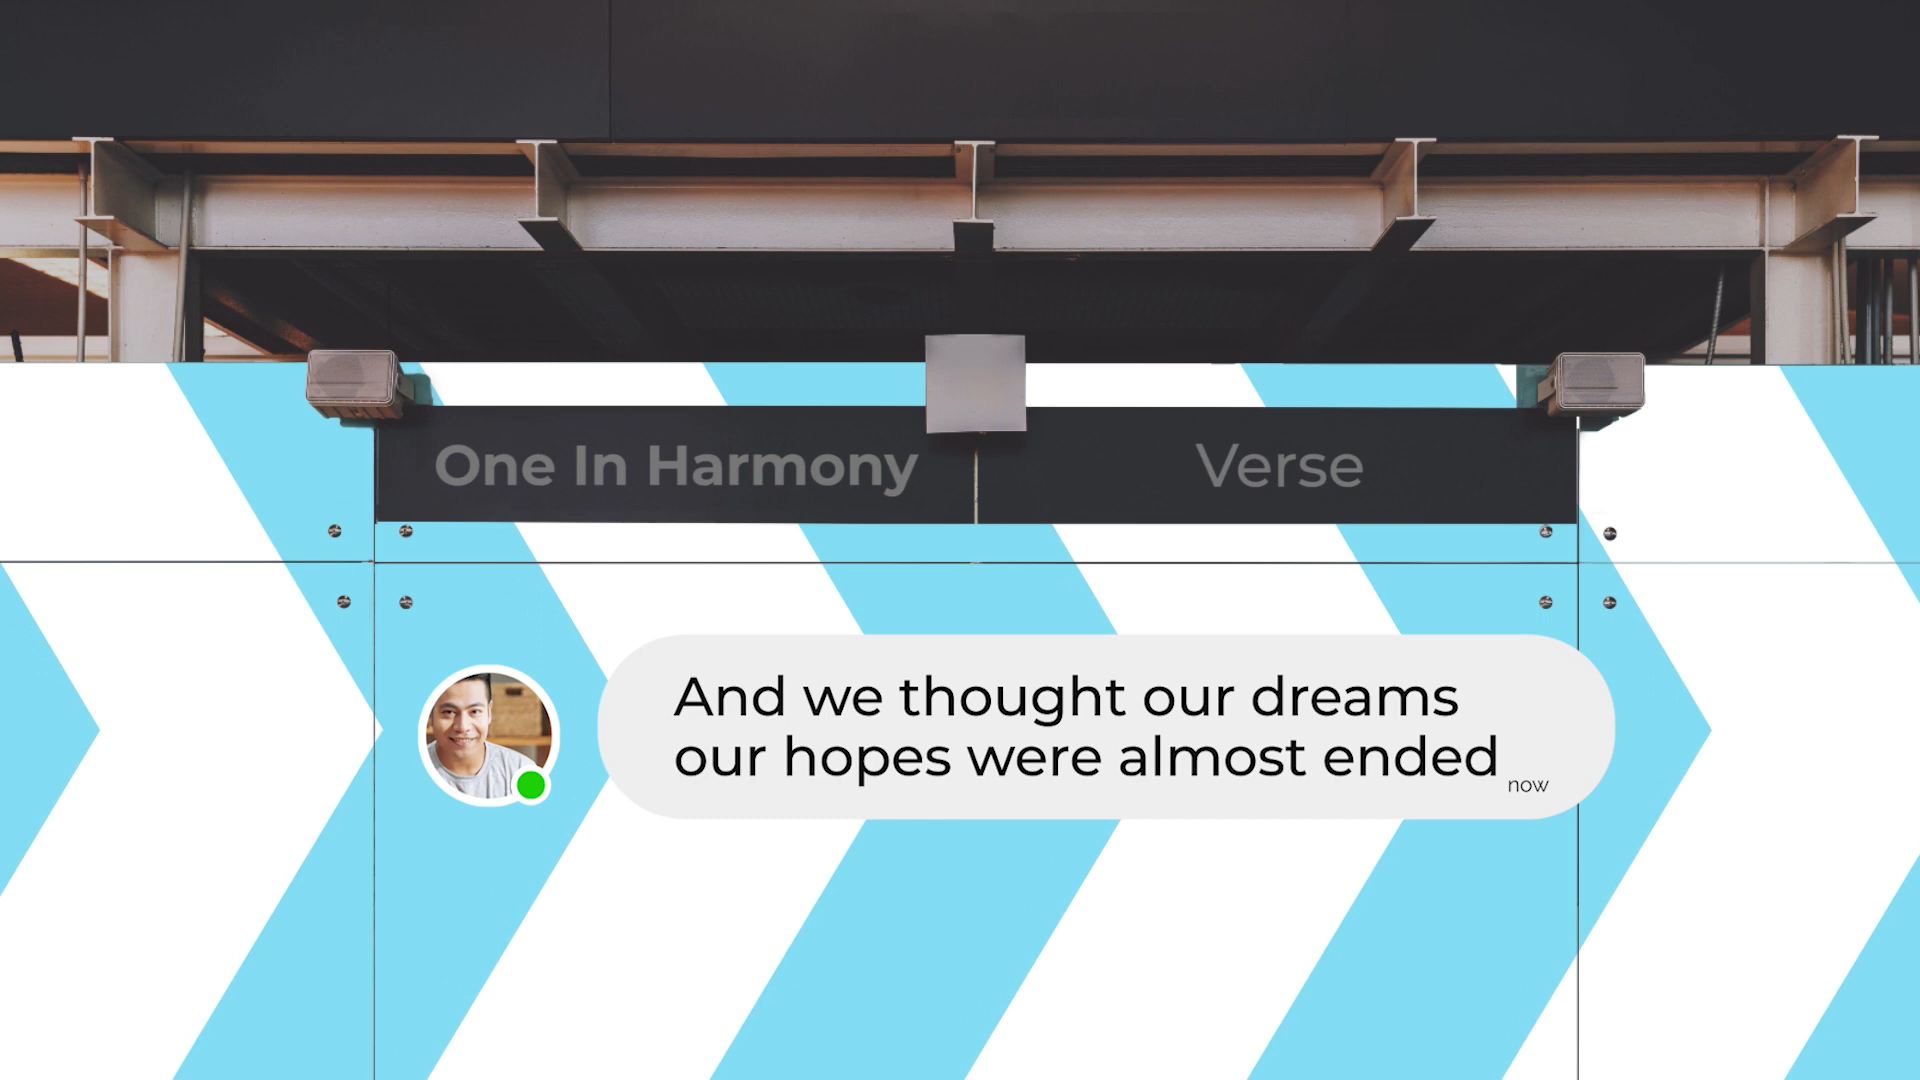 One In Harmony
Verse
And we thought our dreams
our hopes were almost ended
now